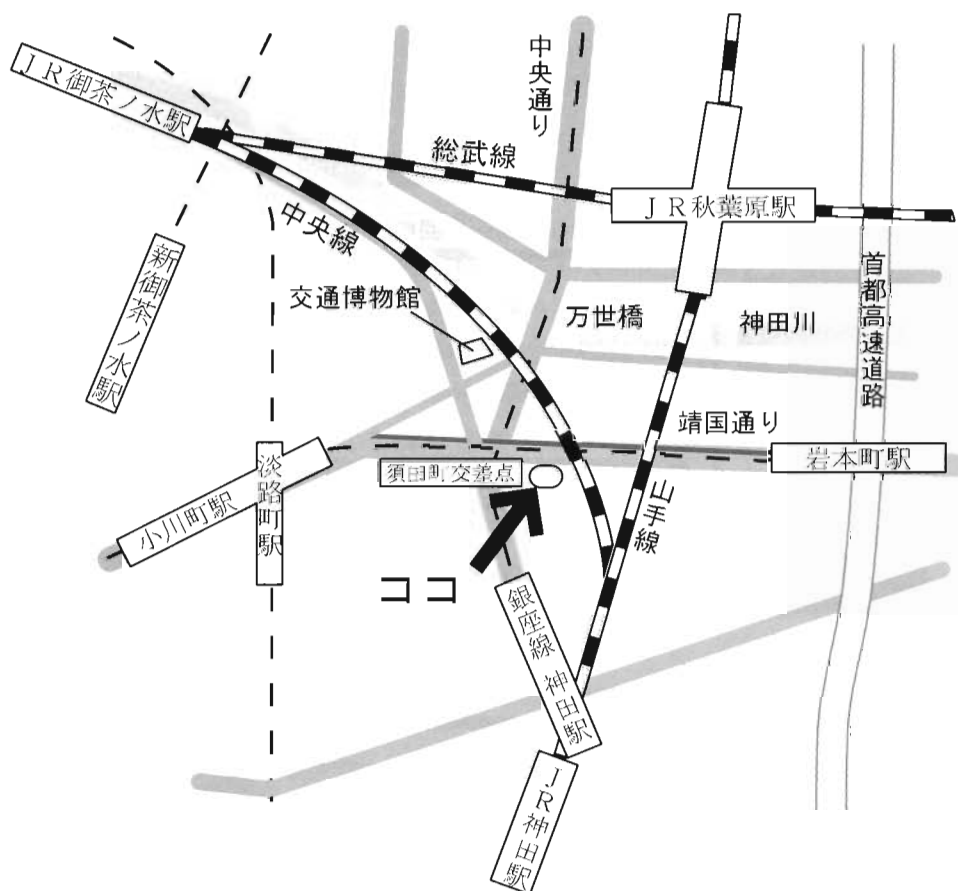 JR御茶ノ水駅
中央通り
総武線
JR秋葉原駅
中央線
新御茶ノ水駅
交通博物館
万世橋
神田川
首都高速道路
靖国通り
岩本町駅
須田町交差点
淡路町駅
小川町駅
山手線
ココ
銀座線 神田駅
JR神田駅